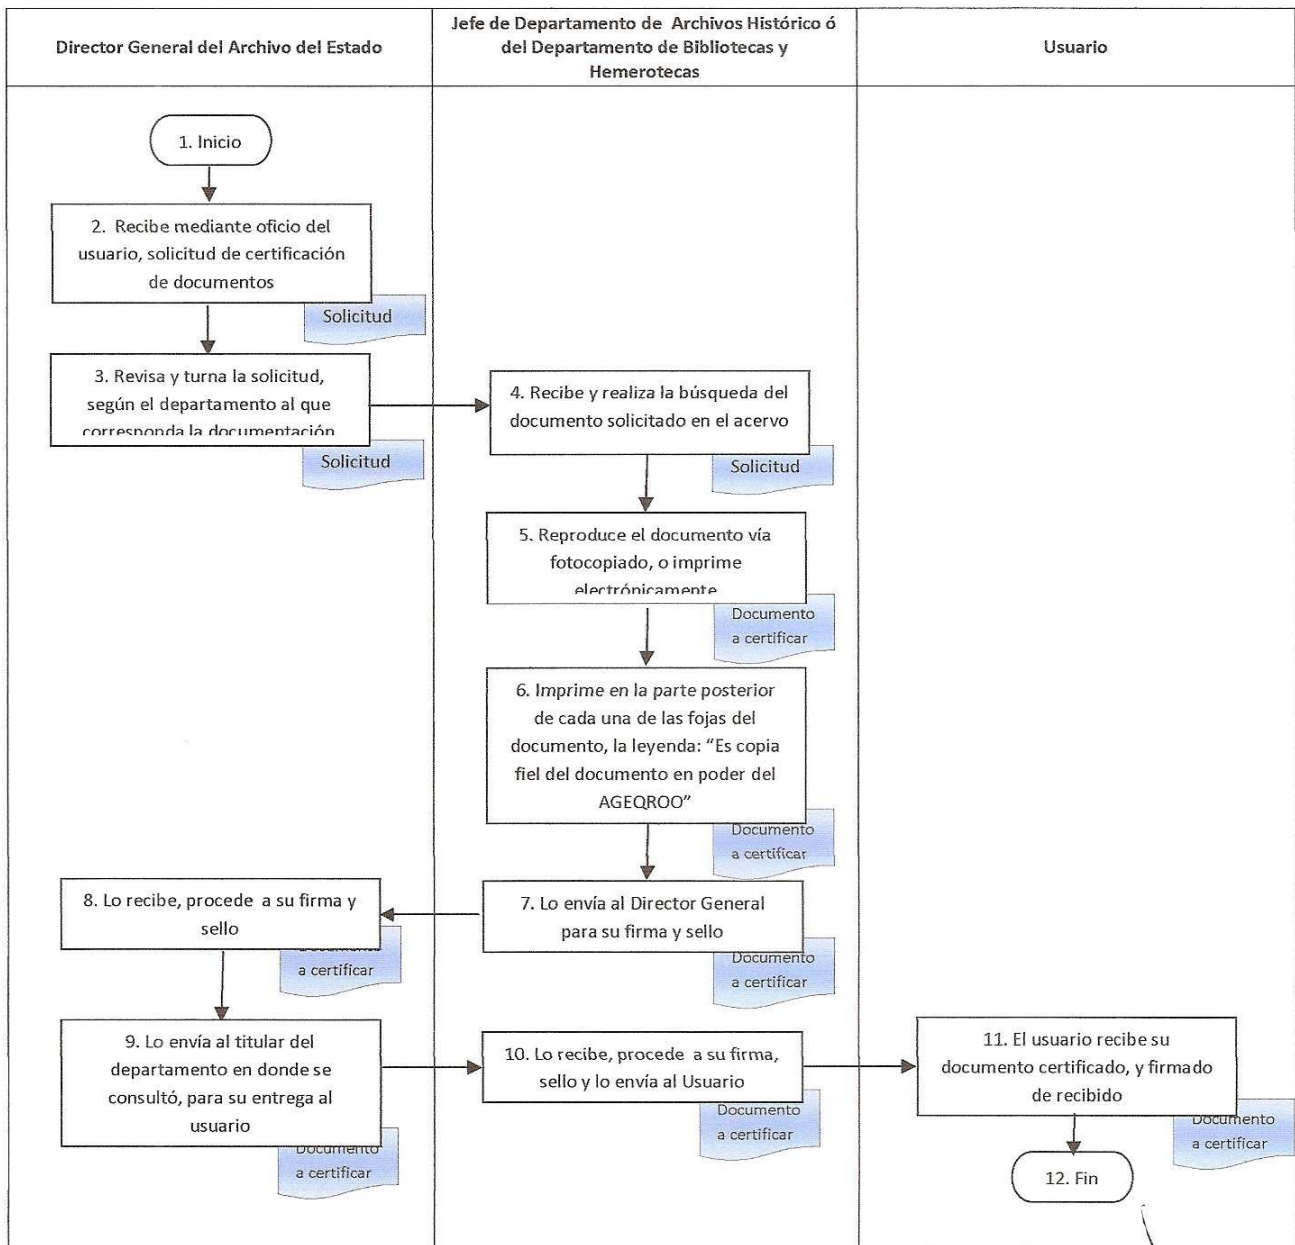 Director General del Archivo del Estado
Jefe de Departamento de Archivos Histórico ó
del Departamento de Bibliotecas y
Hemerotecas
Usuario
1. Inicio
2. Recibe mediante oficio del
usuario, solicitud de certificación
de documentos
Solicitud
3. Revisa y turna la solicitud,
según el departamento al que
corresponda la documentación
Solicitud
4. Recibe y realiza la búsqueda del
documento solicitado en el acervo
Solicitud
5. Reproduce el documento vía
fotocopiado, o imprime
electrónicamente
Documento
a certificar
6. Imprime en la parte posterior
de cada una de las fojas del
documento, la leyenda: “Es copia
fiel del documento en poder del
AGEQROO”
Documento
a certificar
7. Lo envía al Director General
para su firma y sello
Documento
a certificar
8. Lo recibe, procede a su firma y
sello
Documento
a certificar
9. Lo envía al titular del
departamento en donde se
consultó, para su entrega al
usuario
Documento
a certificar
10. Lo recibe, procede a su firma,
sello y lo envía al Usuario
Documento
a certificar
11. El usuario recibe su
documento certificado, y firmado
de recibido
Documento
a certificar
12. Fin